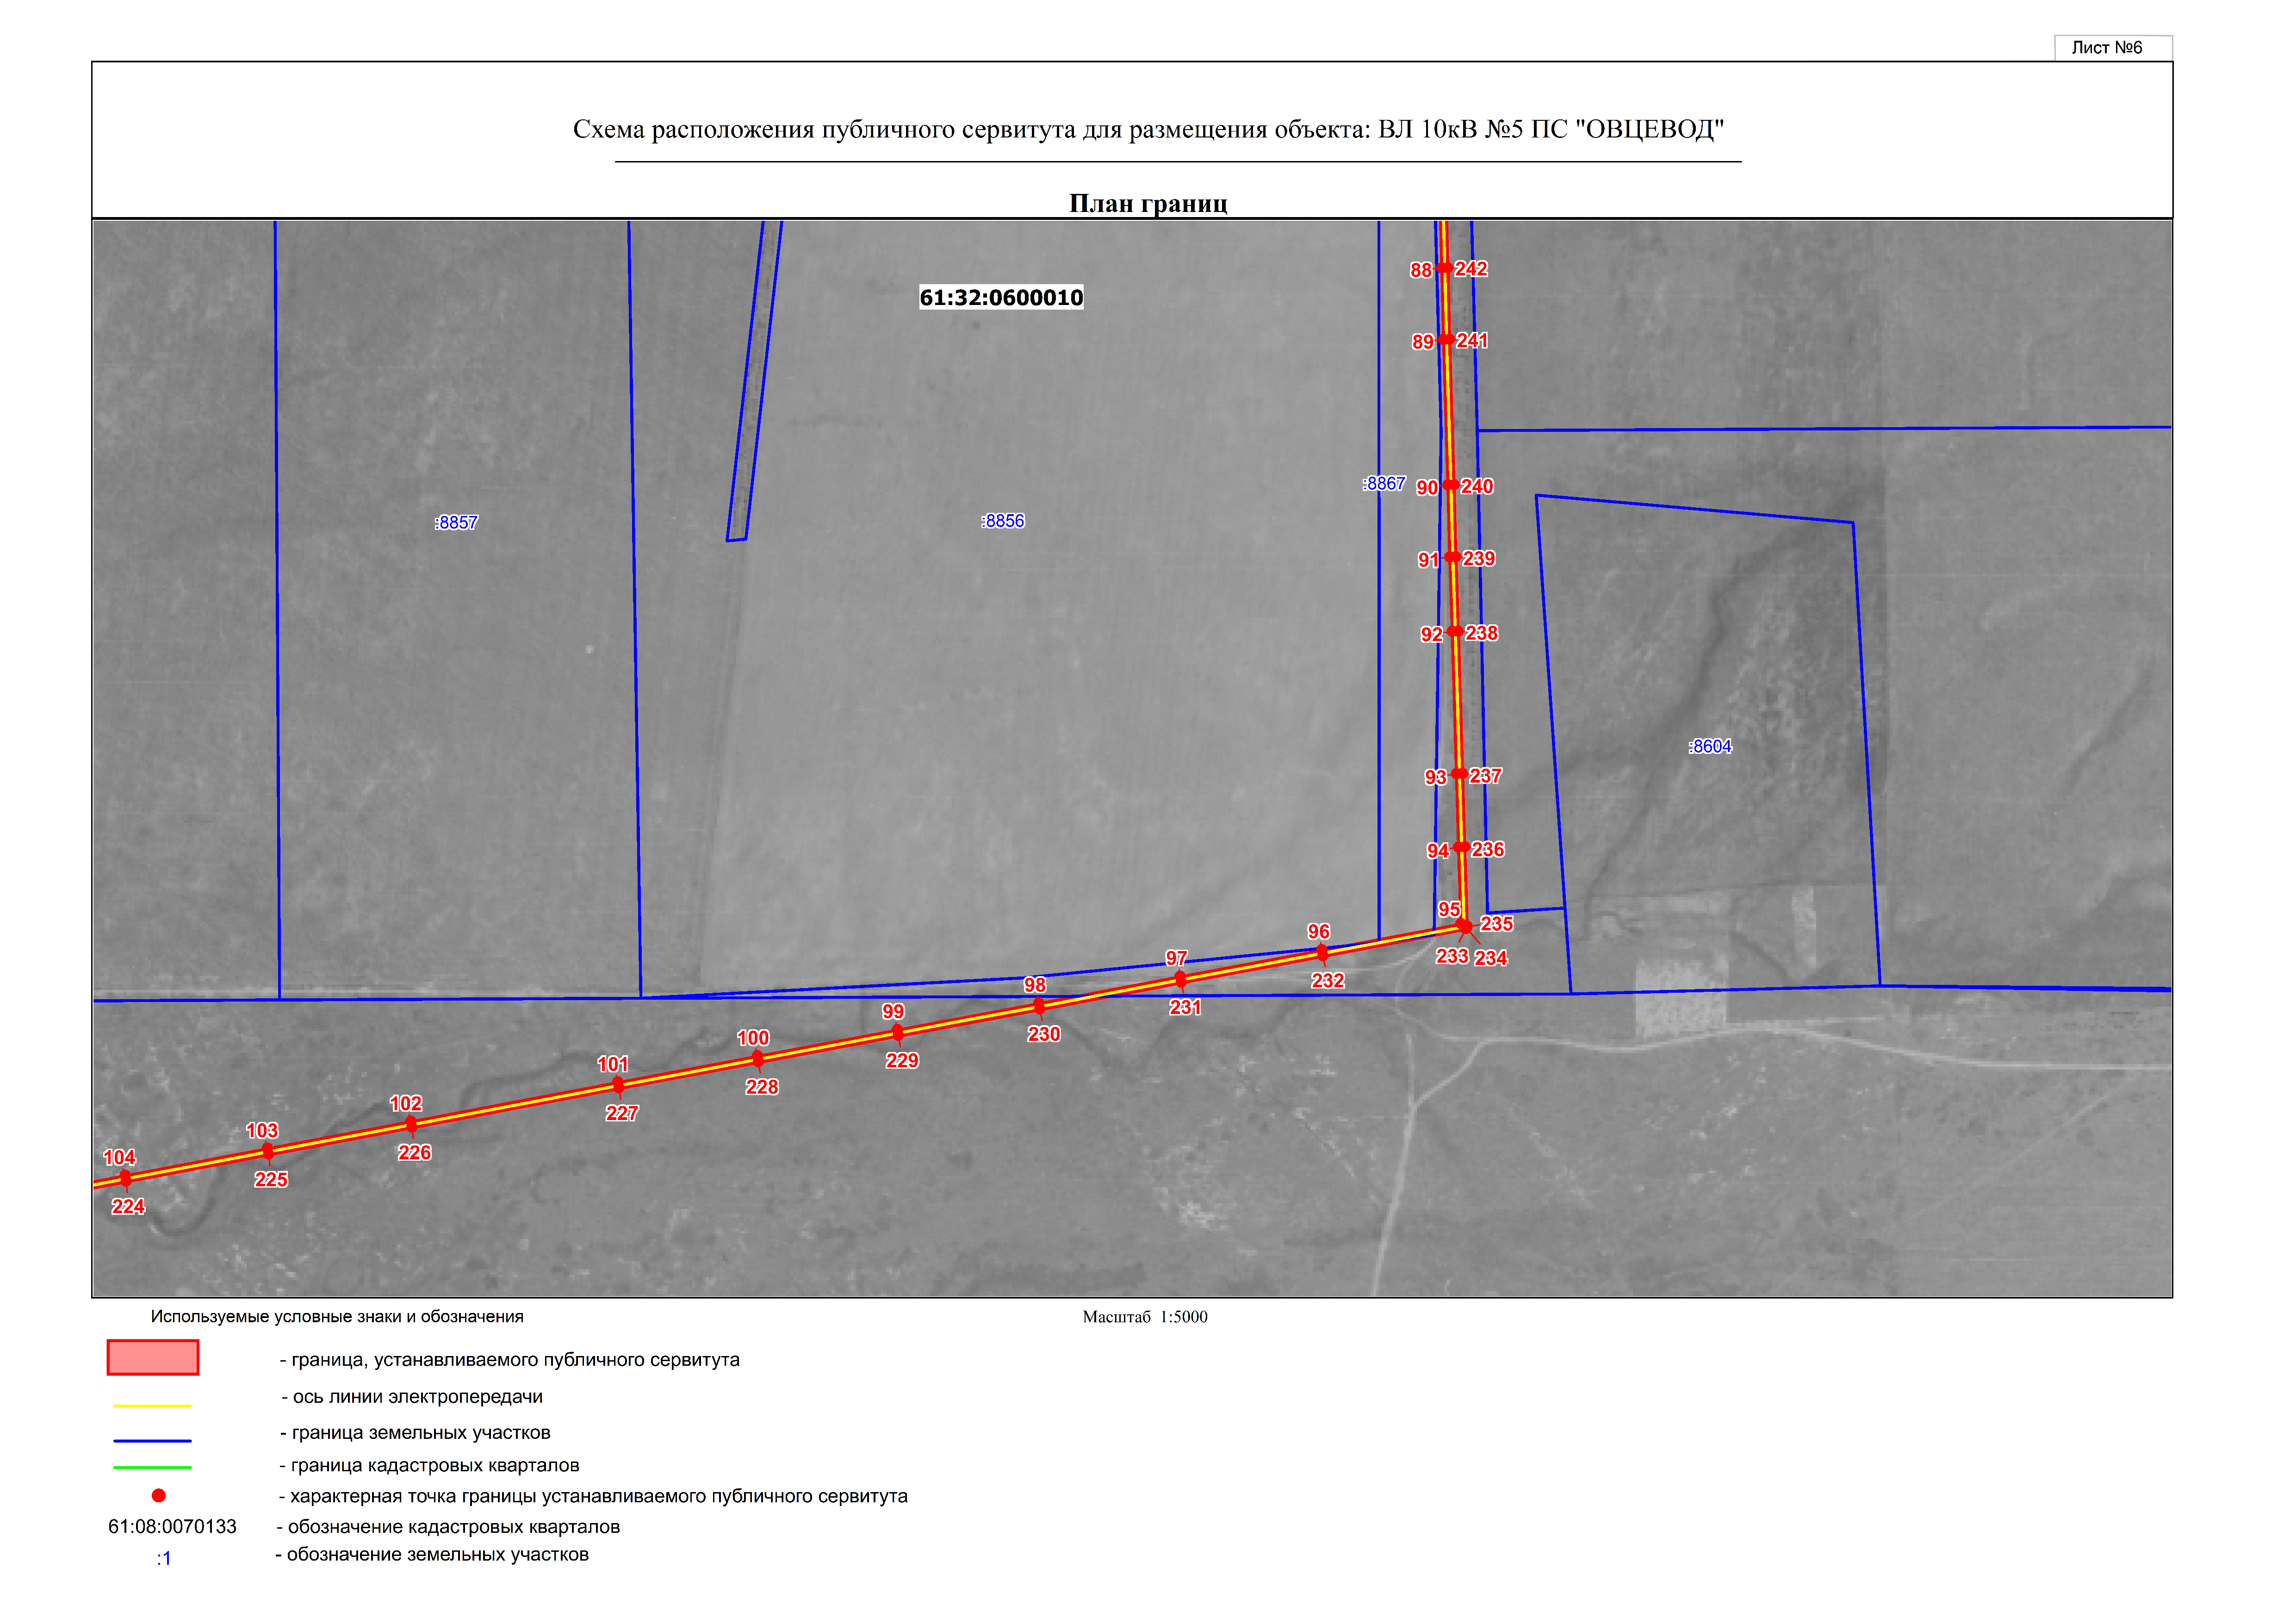 Лист №6
Схема расположения публичного сервитута для размещения объекта: ВЛ 10кВ №5 ПС "ОВЦЕВОД"
План границ
88 242
61:32:0600010
89 241
:8867 90 240
:8857 :8856
91 239
92 238
:8604
93 237
94 236
95 235
96
97 233 234
98 232
99 231
100 230
101 229
102 228
103 227
104 226
225
224
Используемые условные знаки и обозначения
Масштаб 1:5000
- граница, устанавливаемого публичного сервитута
- ось линии электропередачи
- граница земельных участков
- граница кадастровых кварталов
- характерная точка границы устанавливаемого публичного сервитута
61:08:0070133 - обозначение кадастровых кварталов
:1 - обозначение земельных участков